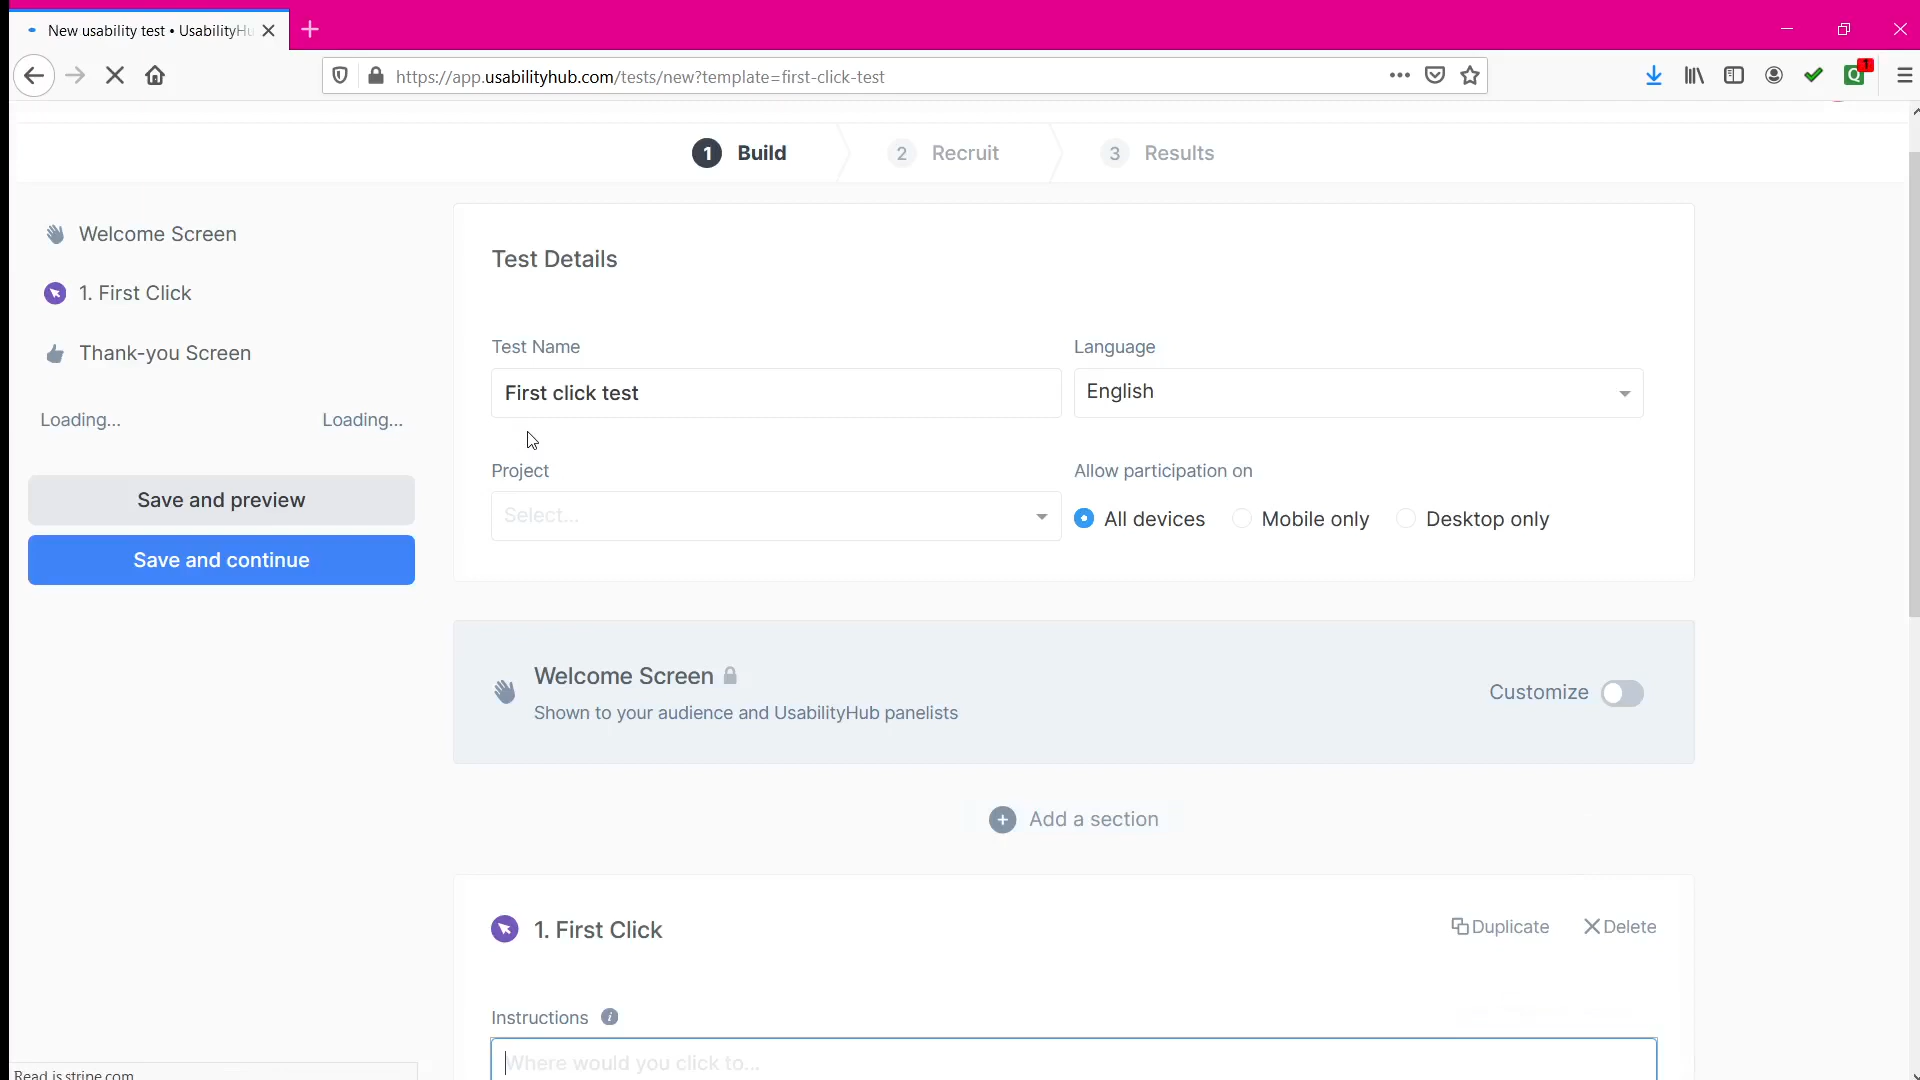 New usability test • UsabilityHu
https://app.usabilityhub.com/tests/new?template=first-click-test
1
1 Build
2 Recruit
3 Results
Welcome Screen
1. First Click
Thank-you Screen
Loading...
Loading...
Save and preview
Save and continue
Test Details
Test Name
Language
First click test
English
Project
Allow participation on
Select...
All devices
Mobile only
Desktop only
Welcome Screen
Shown to your audience and UsabilityHub panelists
Customize
Add a section
1. First Click
Duplicate
Delete
Instructions
Where would you click to...
Read js.stripe.com